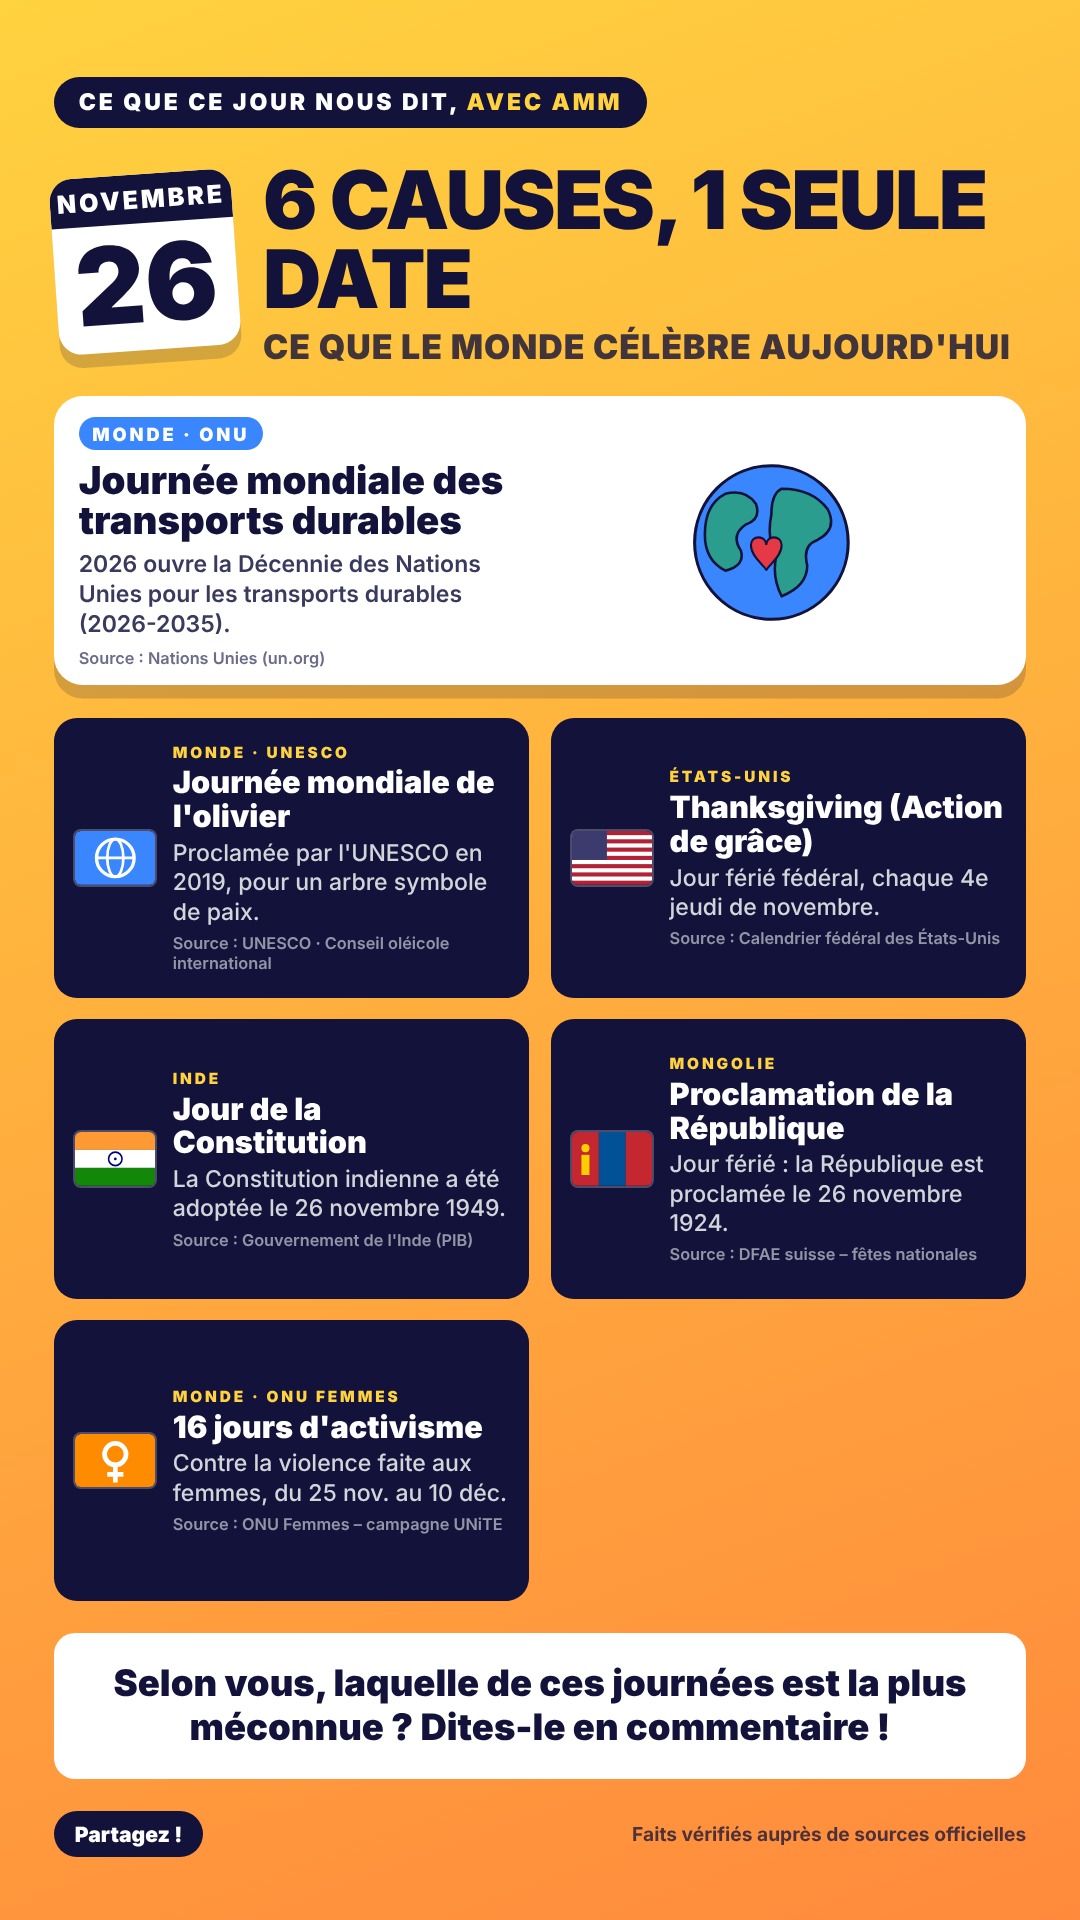 CE QUE CE JOUR NOUS DIT, AVEC AMM
NOVEMBRE
26
6 CAUSES, 1 SEULE
DATE
CE QUE LE MONDE CÉLÈBRE AUJOURD'HUI
MONDE · ONU
Journée mondiale des
transports durables
2026 ouvre la Décennie des Nations
Unies pour les transports durables
(2026-2035).
Source : Nations Unies (un.org)
MONDE · UNESCO
Journée mondiale de
l'olivier
Proclamée par l'UNESCO en
2019, pour un arbre symbole
de paix.
Source : UNESCO · Conseil oléicole
international
ÉTATS-UNIS
Thanksgiving (Action
de grâce)
Jour férié fédéral, chaque 4e
jeudi de novembre.
Source : Calendrier fédéral des États-Unis
INDE
Jour de la
Constitution
La Constitution indienne a été
adoptée le 26 novembre 1949.
Source : Gouvernement de l'Inde (PIB)
MONGOLIE
Proclamation de la
République
Jour férié : la République est
proclamée le 26 novembre
1924.
Source : DFAE suisse – fêtes nationales
MONDE · ONU FEMMES
16 jours d'activisme
Contre la violence faite aux
femmes, du 25 nov. au 10 déc.
Source : ONU Femmes – campagne UNiTE
Selon vous, laquelle de ces journées est la plus
méconnue ? Dites-le en commentaire !
Partagez !
Faits vérifiés auprès de sources officielles